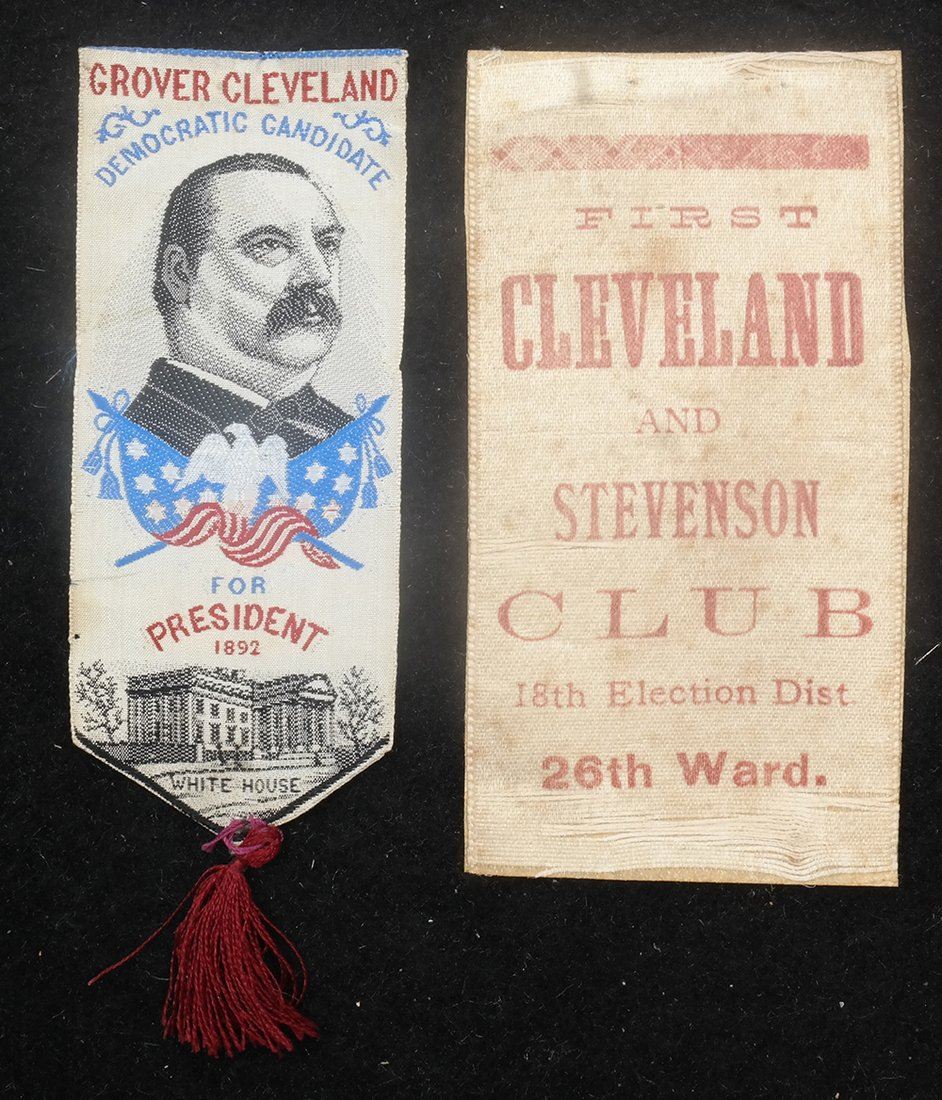 GROVER CLEVELAND
DEMOCRATIC CANDIDATE
FOR
PRESIDENT
1892
WHITE HOUSE
FIRST
CLEVELAND
AND
STEVENSON
CLUB
18th Election Dist
26th Ward.